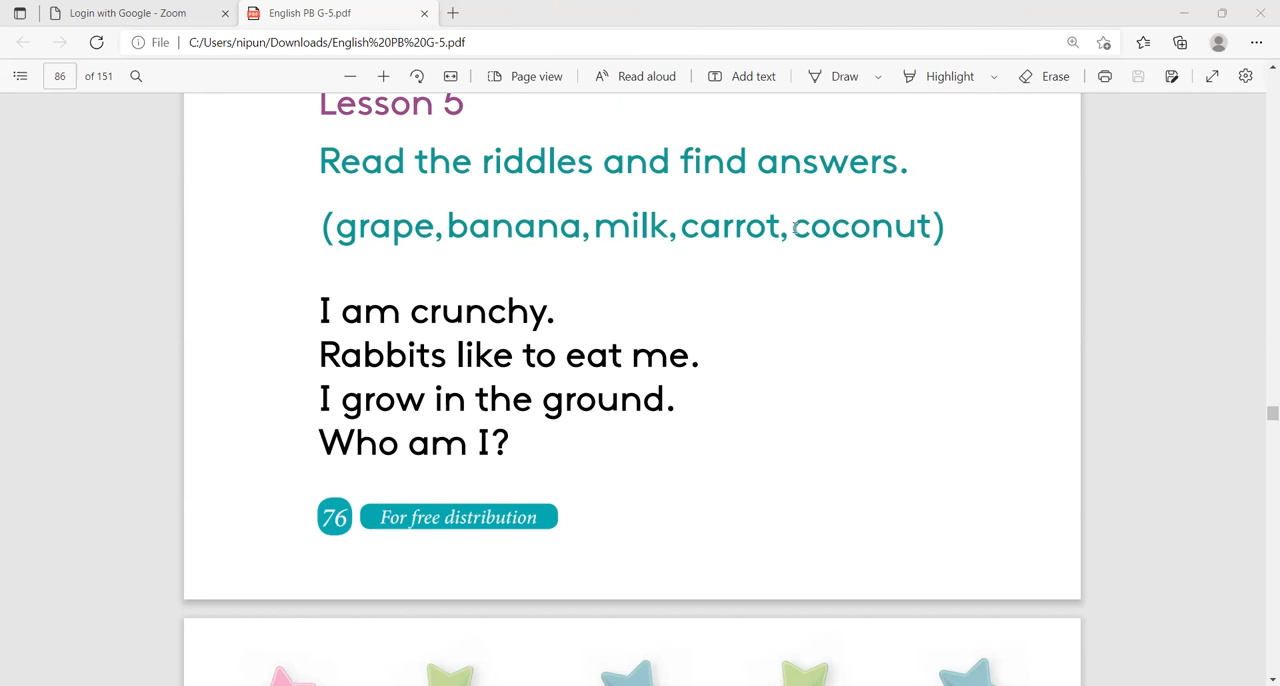 Login with Google - Zoom
English PB G-5.pdf
File | C:/Users/nipun/Downloads/English%20PB%20G-5.pdf
86 of 151
Page view
Read aloud
Add text
Draw
Highlight
Erase
Lesson 5
Read the riddles and find answers.
(grape, banana, milk, carrot, coconut)
I am crunchy.
Rabbits like to eat me.
I grow in the ground.
Who am I?
76 For free distribution